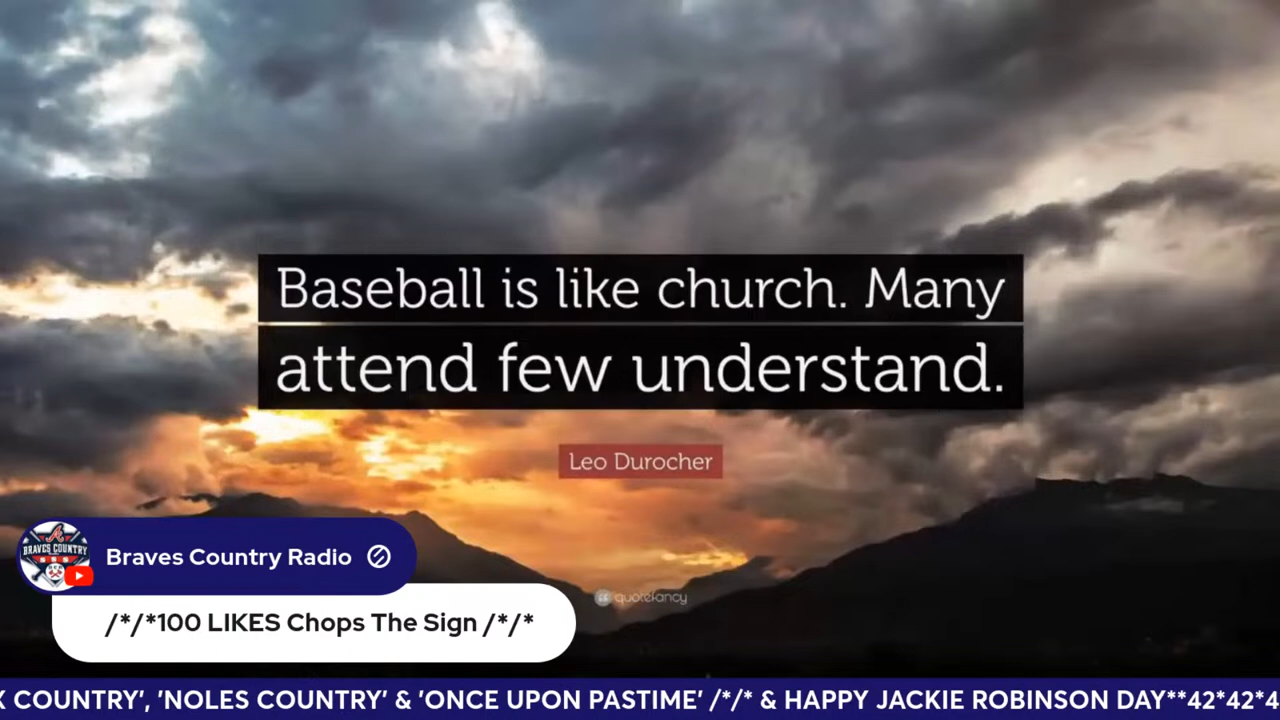 Baseball is like church. Many
attend few understand.
Leo Durocher
quotefancy
BRAVES COUNTRY
Braves Country Radio
/*/*100 LIKES Chops The Sign /*/*
X COUNTRY', 'NOLES COUNTRY' & 'ONCE UPON PASTIME' /*/* & HAPPY JACKIE ROBINSON DAY**42*42*4